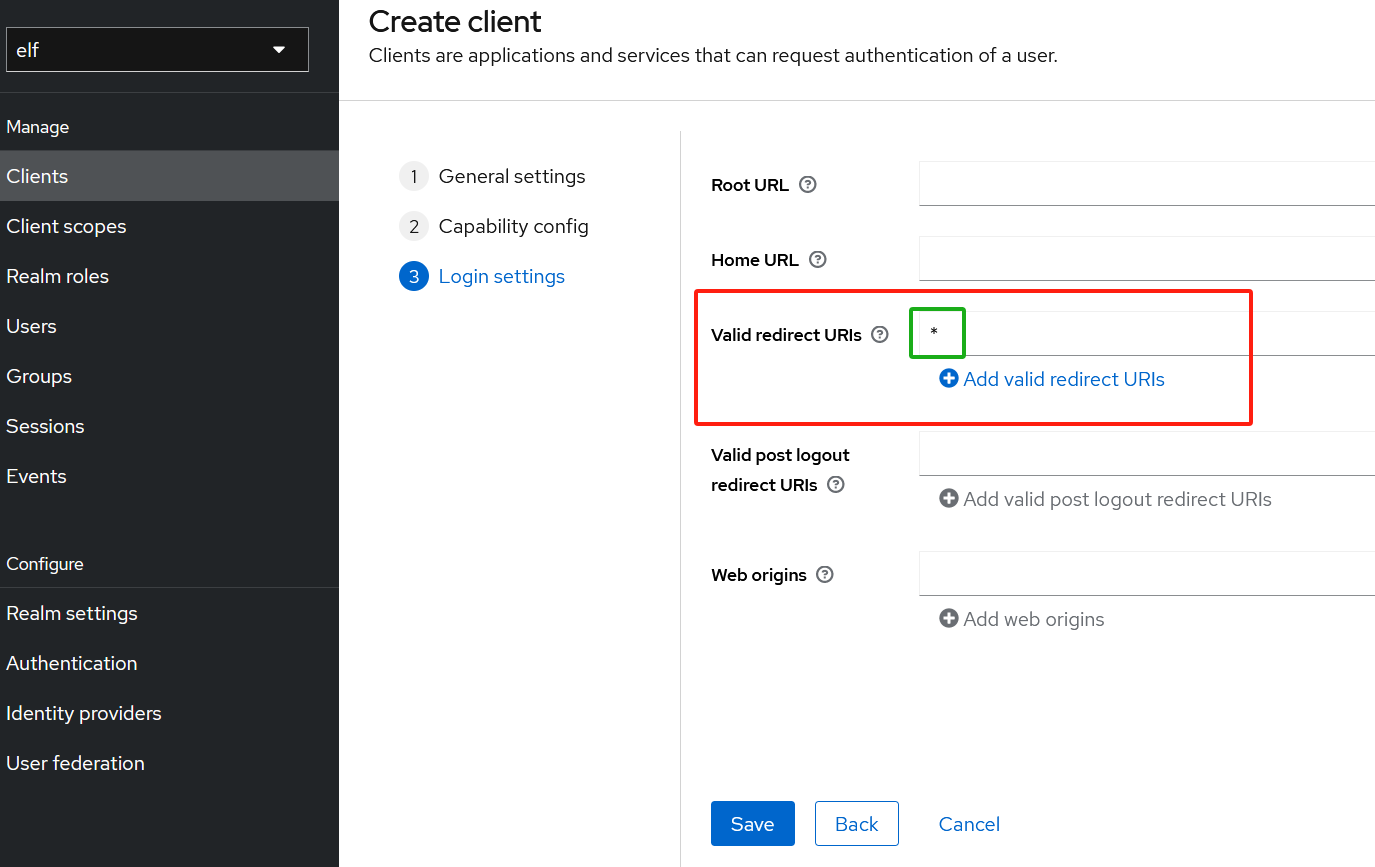 elf
Manage
Clients
Client scopes
Realm roles
Users
Groups
Sessions
Events
Configure
Realm settings
Authentication
Identity providers
User federation
Create client
Clients are applications and services that can request authentication of a user.
1 General settings
2 Capability config
3 Login settings
Root URL ?
Home URL ?
Valid redirect URIs ? *
Add valid redirect URIs
Valid post logout
redirect URIs ?
Add valid post logout redirect URIs
Web origins ?
Add web origins
Save Back Cancel